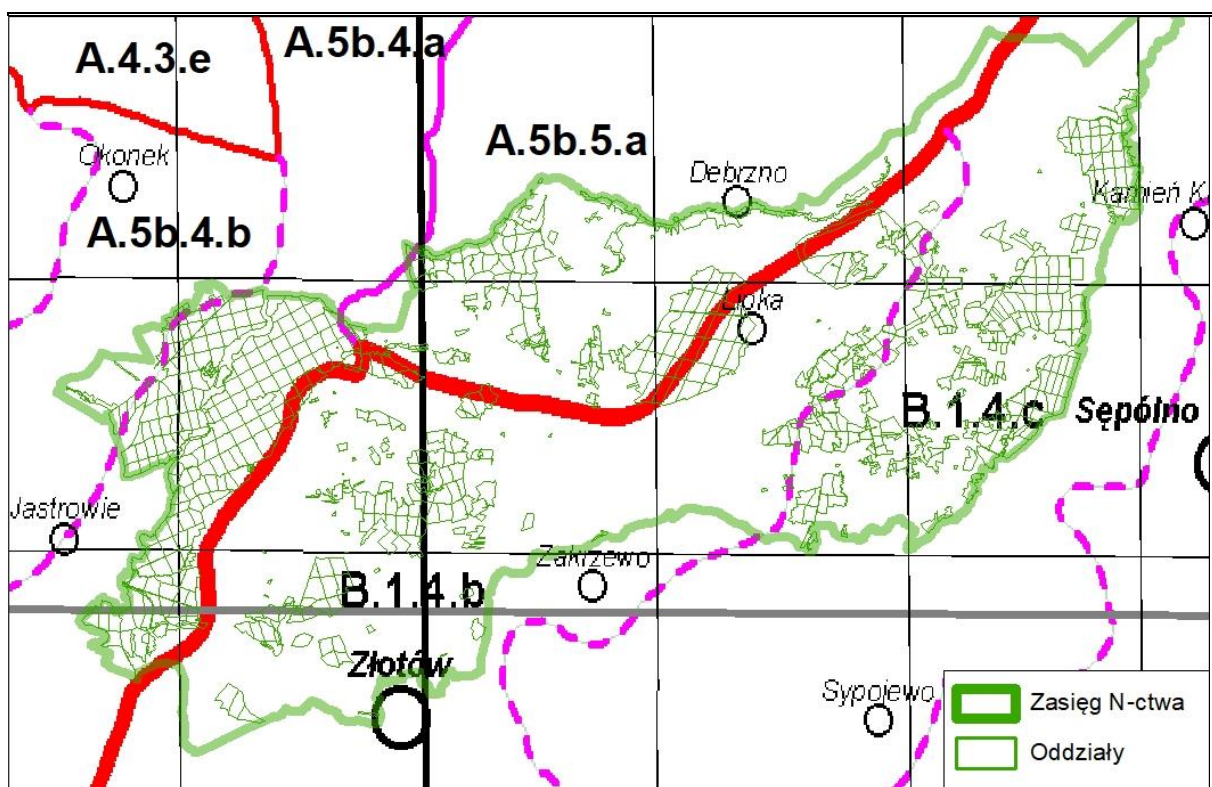 A.5b.4.a
A.4.3.e
A.5b.5.a
Okonek
Debrzno
Kamień K
A.5b.4.b
Lipka
B.1.4.c
Sępólno
Jastrowie
Zakrzewo
B.1.4.b
Złotów
Sypniewo
Zasięg N-ctwa
Oddziały